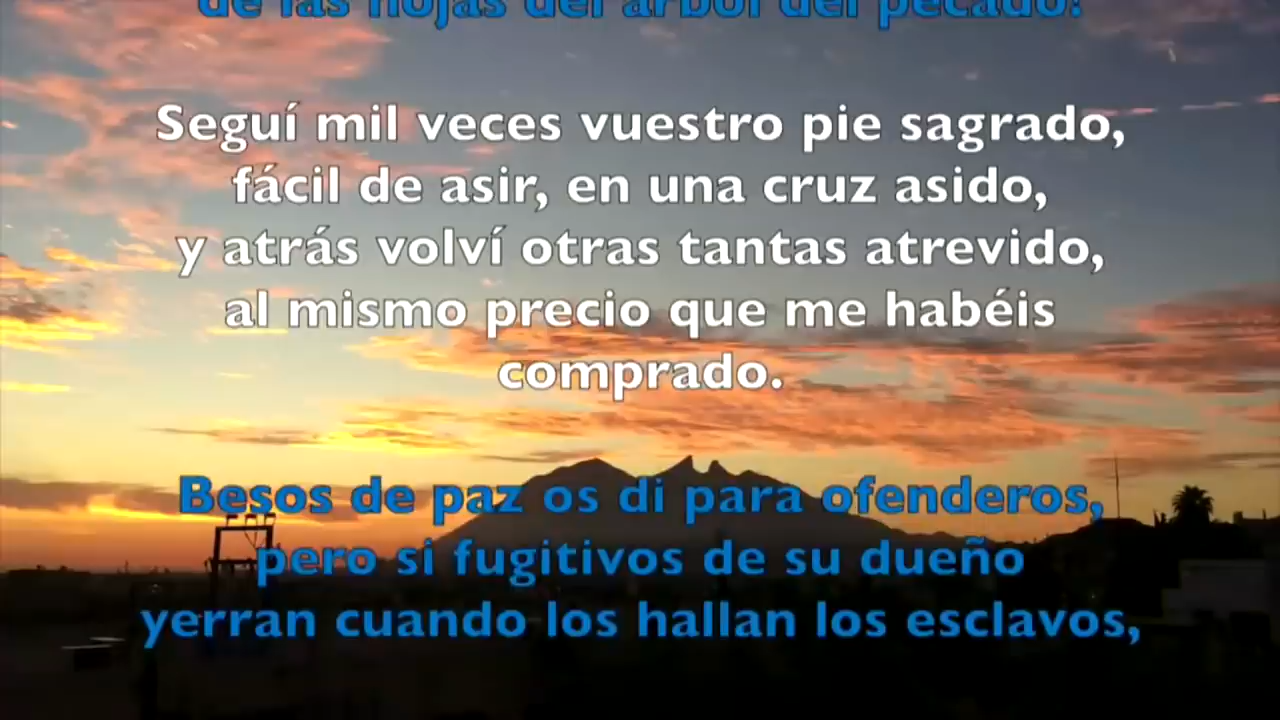 de las hojas del árbol del pecado!
Seguí mil veces vuestro pie sagrado,
fácil de asir, en una cruz asido,
y atrás volví otras tantas atrevido,
al mismo precio que me habéis
comprado.
Besos de paz os di para ofenderos,
pero si fugitivos de su dueño
yerran cuando los hallan los esclavos,